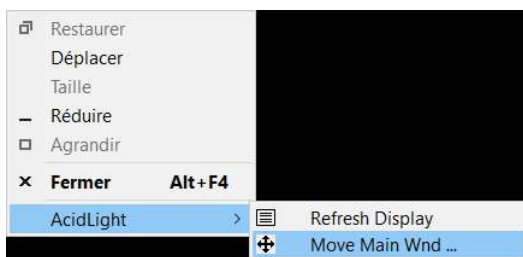 Restaurer
Déplacer
Taille
Réduire
Agrandir
Fermer Alt+F4
AcidLight
Refresh Display
Move Main Wnd ...